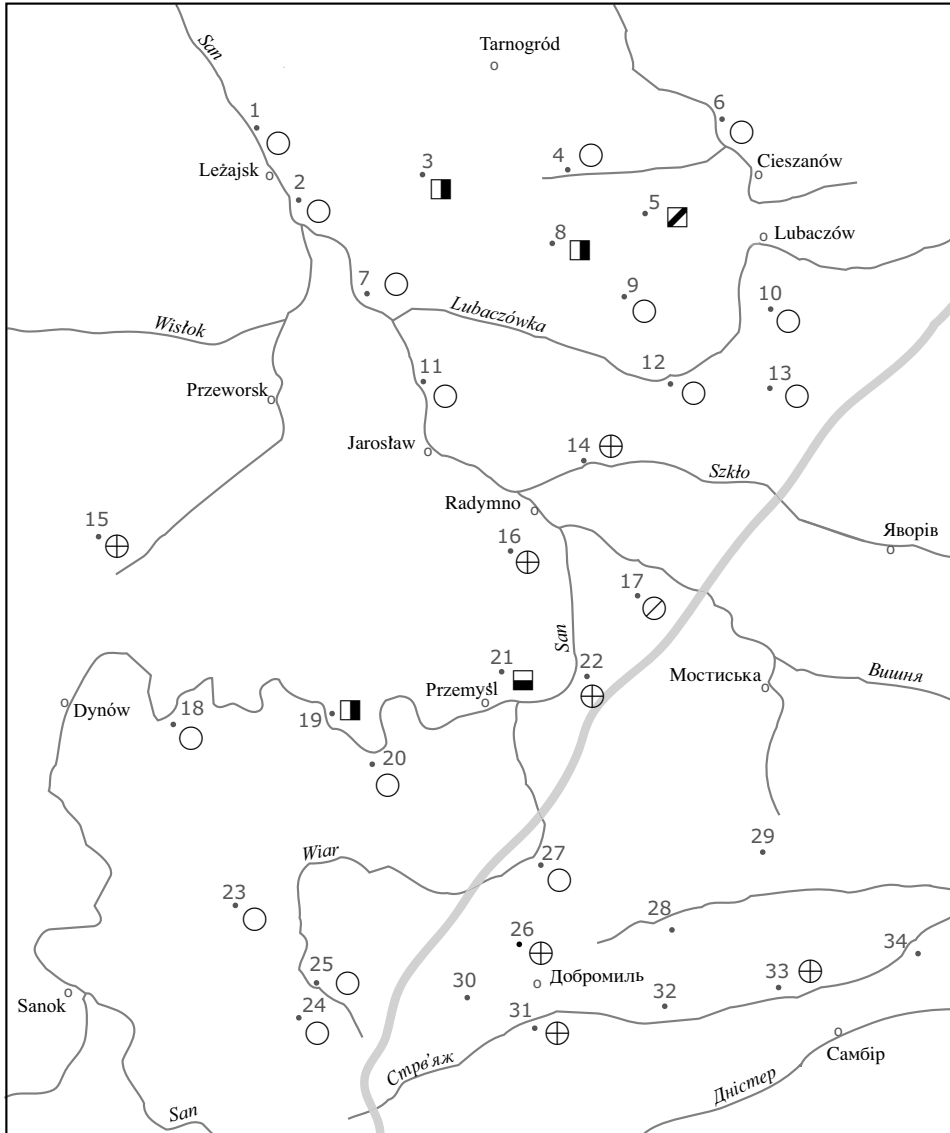 San
Tarnogród
1
6
Leżajsk
3
4
Cieszanów
2
5
8
Lubaczów
7
9
10
Wisłok
Lubaczówka
11
12
13
Przeworsk
Jarosław
14
Szkło
Radymno
15
16
Яворів
17
San
21
22
Przemyśl
Мостиська
Вишня
Dynów
18
19
20
Wiar
27
29
23
28
26
34
25
30
Добромиль
33
Sanok
24
31
32
Стрв’яж
Самбір
San
Дністер